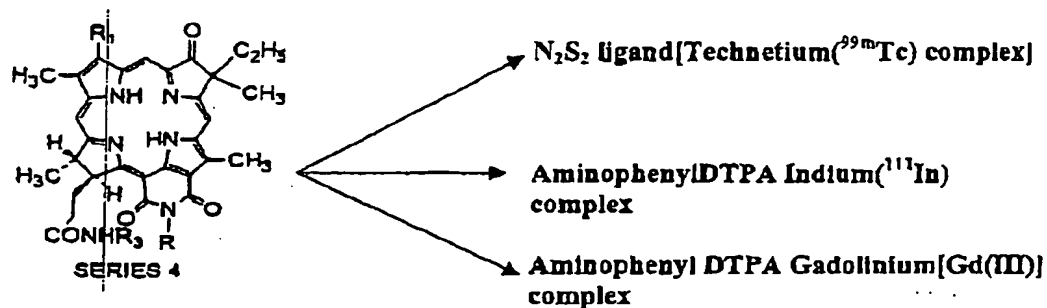 R₁
O
C₂H₅
H₃C
CH₃
NH
N
N
HN
H
H₃C
CH₃
H
O
N
O
CONHR₃
R
SERIES 4
N₂S₂ ligand[Technetium(⁹⁹ᵐTc) complex]
AminophenylDTPA Indium(¹¹¹In)
complex
Aminophenyl DTPA Gadolinium[Gd(III)]
complex